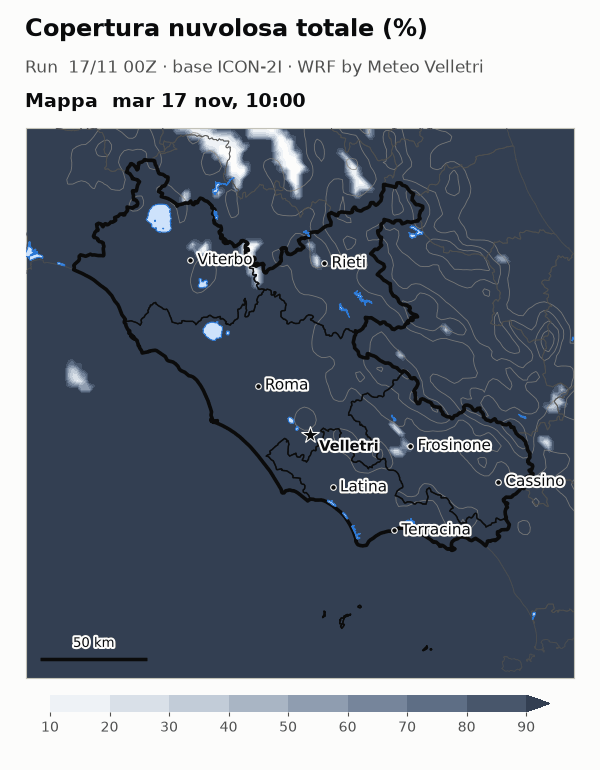 Copertura nuvolosa totale (%)
Run  17/11 00Z · base ICON-2I · WRF by Meteo Velletri
Mappa  mar 17 nov, 10:00
Viterbo
Rieti
Roma
Velletri
Frosinone
Cassino
Latina
Terracina
50 km
10 20 30 40 50 60 70 80 90